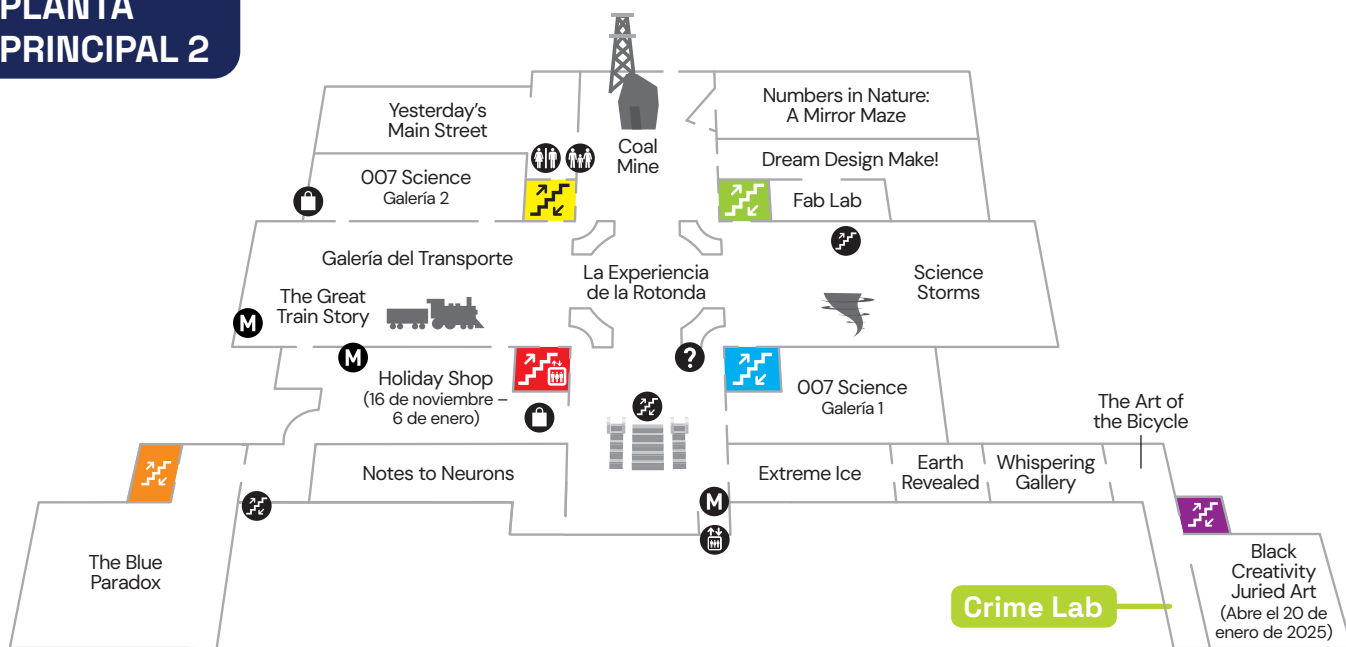 PLANTA
PRINCIPAL 2
Yesterday's
Main Street
Coal
Mine
Numbers in Nature:
A Mirror Maze
Dream Design Make!
007 Science
Galería 2
Fab Lab
Galería del Transporte
La Experiencia
de la Rotonda
Science
Storms
The Great
Train Story
M
M
?
Holiday Shop
(16 de noviembre –
6 de enero)
007 Science
Galería 1
The Art of
the Bicycle
Notes to Neurons
Extreme Ice
Earth
Revealed
Whispering
Gallery
M
The Blue
Paradox
Black
Creativity
Juried Art
(Abre el 20 de
enero de 2025)
Crime Lab